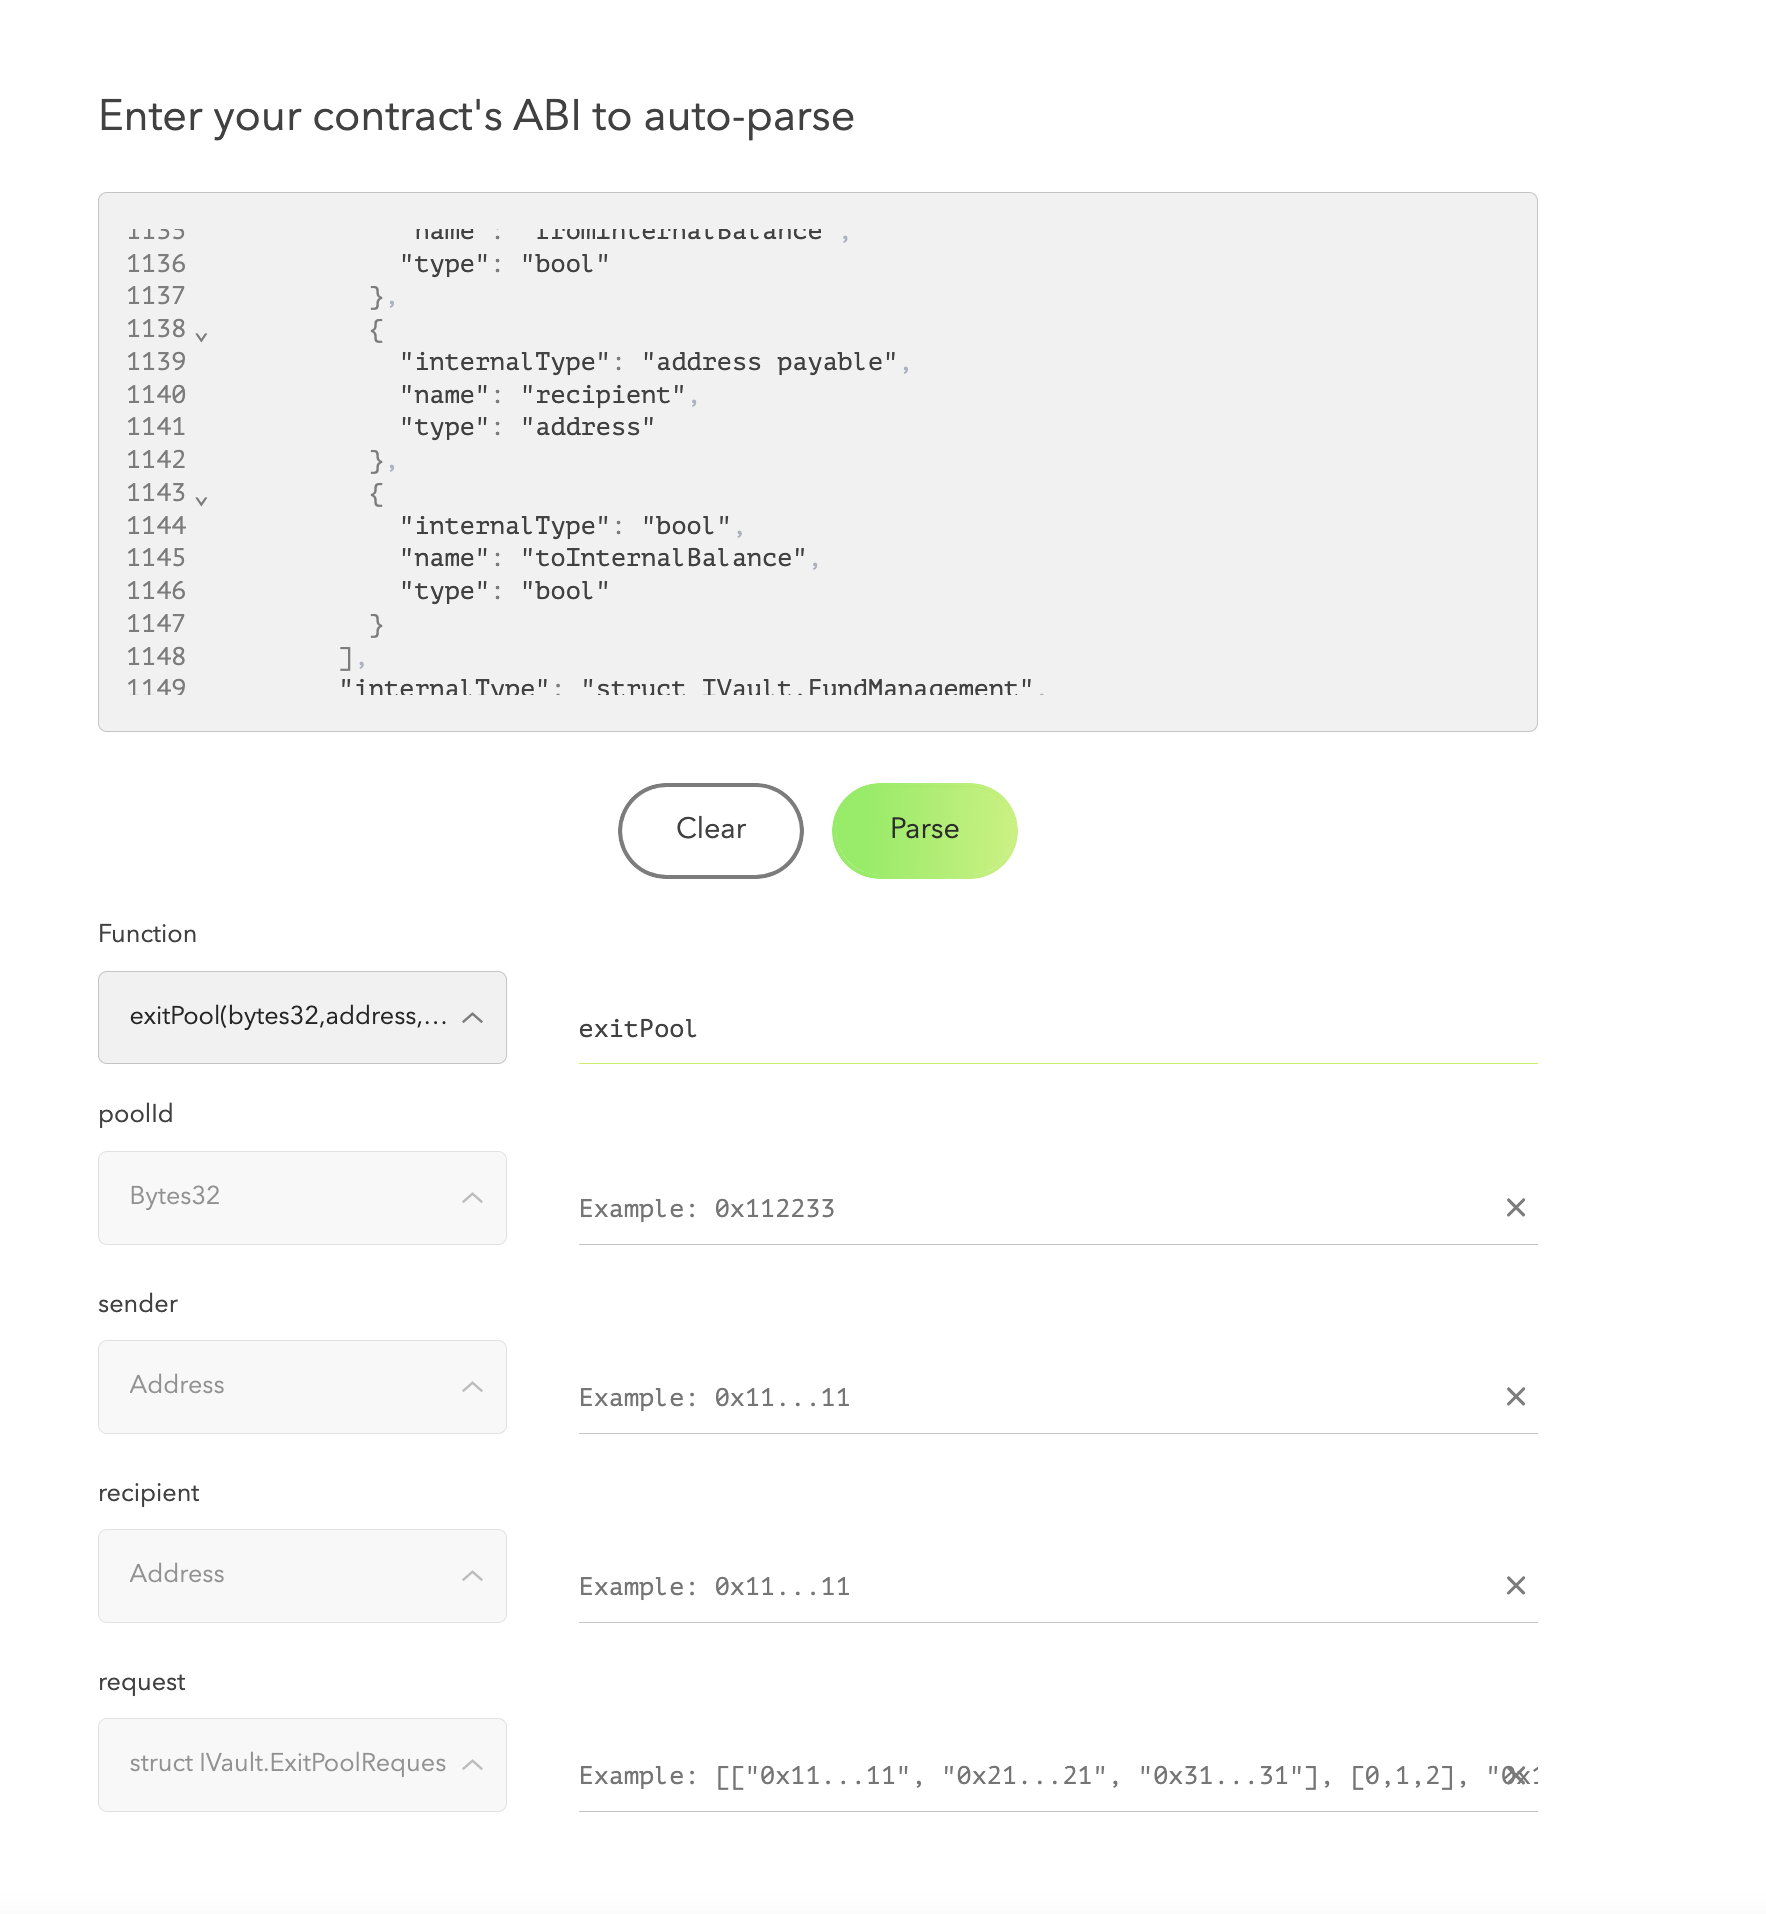 Enter your contract's ABI to auto-parse
1135 "name": "fromInternalBalance",
1136 "type": "bool"
1137 },
1138 {
1139 "internalType": "address payable",
1140 "name": "recipient",
1141 "type": "address"
1142 },
1143 {
1144 "internalType": "bool",
1145 "name": "toInternalBalance",
1146 "type": "bool"
1147 }
1148 ],
1149 "internalType": "struct IVault.FundManagement",
Clear Parse
Function
exitPool(bytes32,address,... exitPool
poolId
Bytes32 Example: 0x112233
sender
Address Example: 0x11...11
recipient
Address Example: 0x11...11
request
struct IVault.ExitPoolReques Example: [["0x11...11", "0x21...21", "0x31...31"], [0,1,2], "0x1